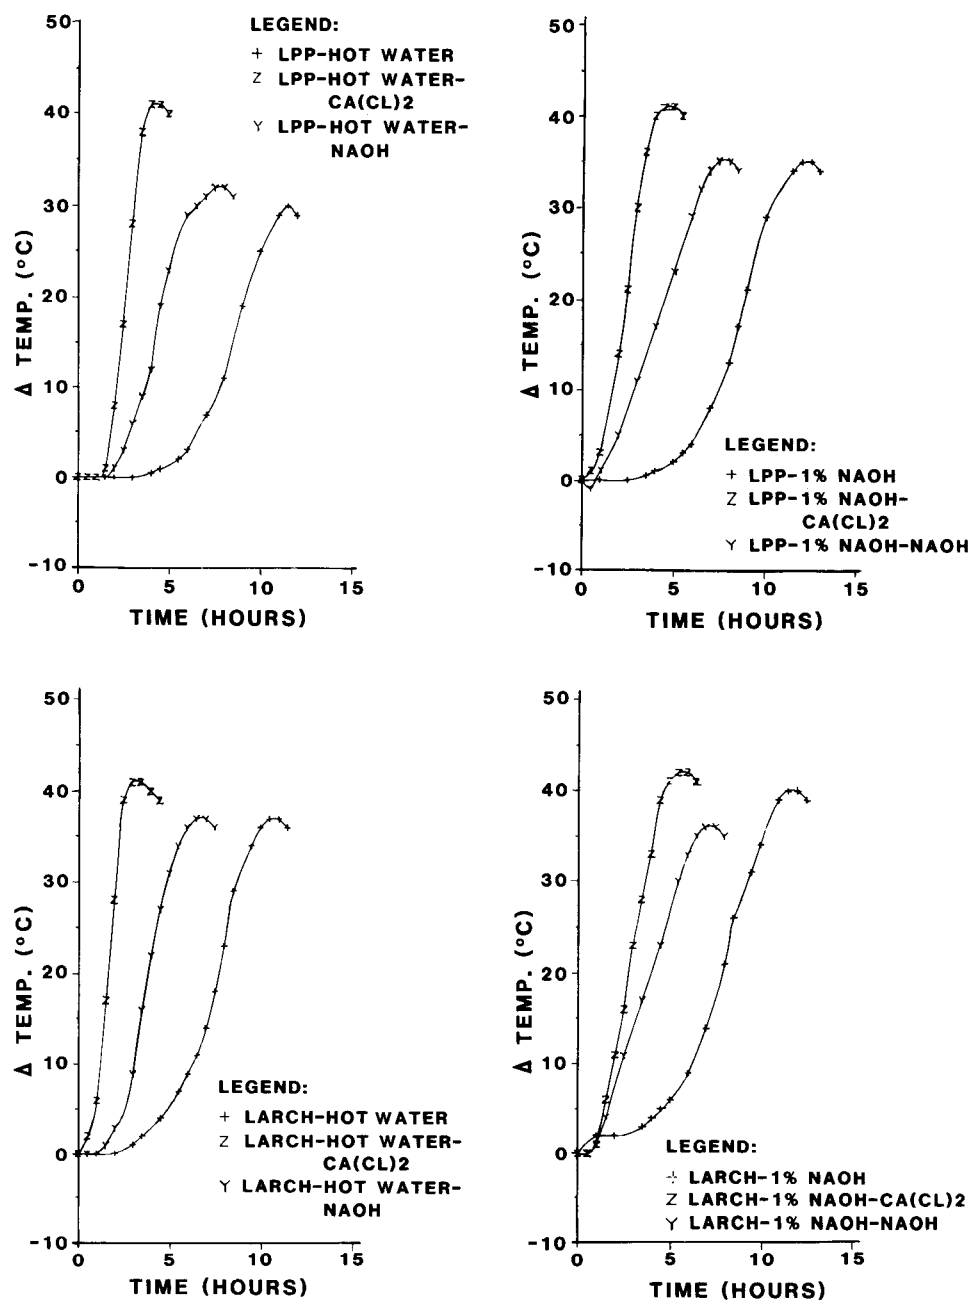 50
40
30
20
10
0
-10
Δ TEMP. (°C)
LEGEND:
+ LPP-HOT WATER
Z LPP-HOT WATER-
CA(CL)2
Y LPP-HOT WATER-
NAOH
0 5 10 15
TIME (HOURS)
50
40
30
20
10
0
-10
Δ TEMP. (°C)
LEGEND:
+ LPP-1% NAOH
Z LPP-1% NAOH-
CA(CL)2
Y LPP-1% NAOH-NAOH
0 5 10 15
TIME (HOURS)
50
40
30
20
10
0
-10
Δ TEMP. (°C)
LEGEND:
+ LARCH-HOT WATER
Z LARCH-HOT WATER-
CA(CL)2
Y LARCH-HOT WATER-
NAOH
0 5 10 15
TIME (HOURS)
50
40
30
20
10
0
-10
Δ TEMP. (°C)
LEGEND:
+ LARCH-1% NAOH
Z LARCH-1% NAOH-CA(CL)2
Y LARCH-1% NAOH-NAOH
0 5 10 15
TIME (HOURS)